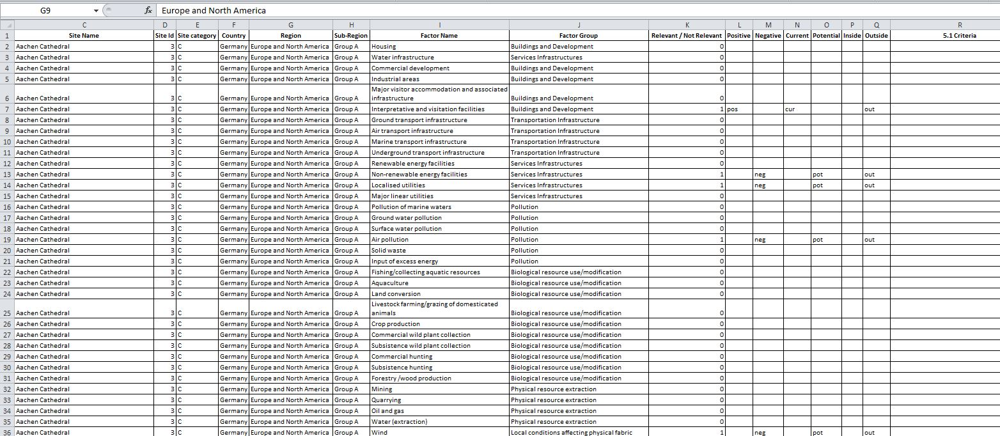 G9 fx Europe and North America
C D E F G H I J K L M N O P Q R
1 Site Name Site Id Site category Country Region Sub-Region Factor Name Factor Group Relevant / Not Relevant Positive Negative Current Potential Inside Outside 5.1 Criteria
2 Aachen Cathedral 3 C Germany Europe and North America Group A Housing Buildings and Development 0
3 Aachen Cathedral 3 C Germany Europe and North America Group A Water infrastructure Services Infrastructures 0
4 Aachen Cathedral 3 C Germany Europe and North America Group A Commercial development Buildings and Development 0
5 Aachen Cathedral 3 C Germany Europe and North America Group A Industrial areas Buildings and Development 0
Major visitor accommodation and associated
6 Aachen Cathedral 3 C Germany Europe and North America Group A infrastructure Buildings and Development 0
7 Aachen Cathedral 3 C Germany Europe and North America Group A Interpretative and visitation facilities Buildings and Development 1 pos cur out
8 Aachen Cathedral 3 C Germany Europe and North America Group A Ground transport infrastructure Transportation Infrastructure 0
9 Aachen Cathedral 3 C Germany Europe and North America Group A Air transport infrastructure Transportation Infrastructure 0
10 Aachen Cathedral 3 C Germany Europe and North America Group A Marine transport infrastructure Transportation Infrastructure 0
11 Aachen Cathedral 3 C Germany Europe and North America Group A Underground transport infrastructure Transportation Infrastructure 0
12 Aachen Cathedral 3 C Germany Europe and North America Group A Renewable energy facilities Services Infrastructures 0
13 Aachen Cathedral 3 C Germany Europe and North America Group A Non-renewable energy facilities Services Infrastructures 1 neg pot out
14 Aachen Cathedral 3 C Germany Europe and North America Group A Localised utilities Services Infrastructures 1 neg pot out
15 Aachen Cathedral 3 C Germany Europe and North America Group A Major linear utilities Services Infrastructures 0
16 Aachen Cathedral 3 C Germany Europe and North America Group A Pollution of marine waters Pollution 0
17 Aachen Cathedral 3 C Germany Europe and North America Group A Ground water pollution Pollution 0
18 Aachen Cathedral 3 C Germany Europe and North America Group A Surface water pollution Pollution 0
19 Aachen Cathedral 3 C Germany Europe and North America Group A Air pollution Pollution 1 neg pot out
20 Aachen Cathedral 3 C Germany Europe and North America Group A Solid waste Pollution 0
21 Aachen Cathedral 3 C Germany Europe and North America Group A Input of excess energy Pollution 0
22 Aachen Cathedral 3 C Germany Europe and North America Group A Fishing/collecting aquatic resources Biological resource use/modification 0
23 Aachen Cathedral 3 C Germany Europe and North America Group A Aquaculture Biological resource use/modification 0
24 Aachen Cathedral 3 C Germany Europe and North America Group A Land conversion Biological resource use/modification 0
Livestock farming/grazing of domesticated
25 Aachen Cathedral 3 C Germany Europe and North America Group A animals Biological resource use/modification 0
26 Aachen Cathedral 3 C Germany Europe and North America Group A Crop production Biological resource use/modification 0
27 Aachen Cathedral 3 C Germany Europe and North America Group A Commercial wild plant collection Biological resource use/modification 0
28 Aachen Cathedral 3 C Germany Europe and North America Group A Subsistence wild plant collection Biological resource use/modification 0
29 Aachen Cathedral 3 C Germany Europe and North America Group A Commercial hunting Biological resource use/modification 0
30 Aachen Cathedral 3 C Germany Europe and North America Group A Subsistence hunting Biological resource use/modification 0
31 Aachen Cathedral 3 C Germany Europe and North America Group A Forestry /wood production Biological resource use/modification 0
32 Aachen Cathedral 3 C Germany Europe and North America Group A Mining Physical resource extraction 0
33 Aachen Cathedral 3 C Germany Europe and North America Group A Quarrying Physical resource extraction 0
34 Aachen Cathedral 3 C Germany Europe and North America Group A Oil and gas Physical resource extraction 0
35 Aachen Cathedral 3 C Germany Europe and North America Group A Water (extraction) Physical resource extraction 0
36 Aachen Cathedral 3 C Germany Europe and North America Group A Wind Local conditions affecting physical fabric 1 neg pot out